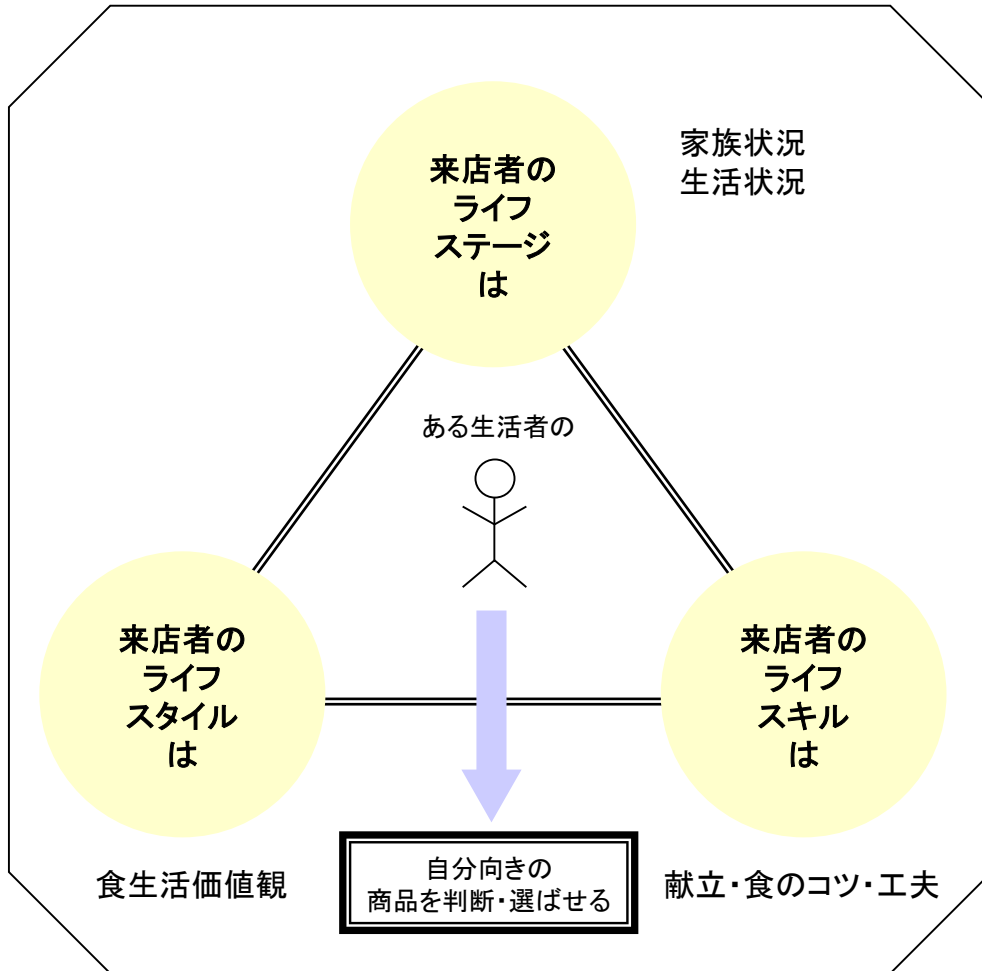 来店者の
ライフ
ステージ
は
家族状況
生活状況
ある生活者の
来店者の
ライフ
スタイル
は
来店者の
ライフ
スキル
は
食生活価値観
自分向きの
商品を判断・選ばせる
献立・食のコツ・工夫